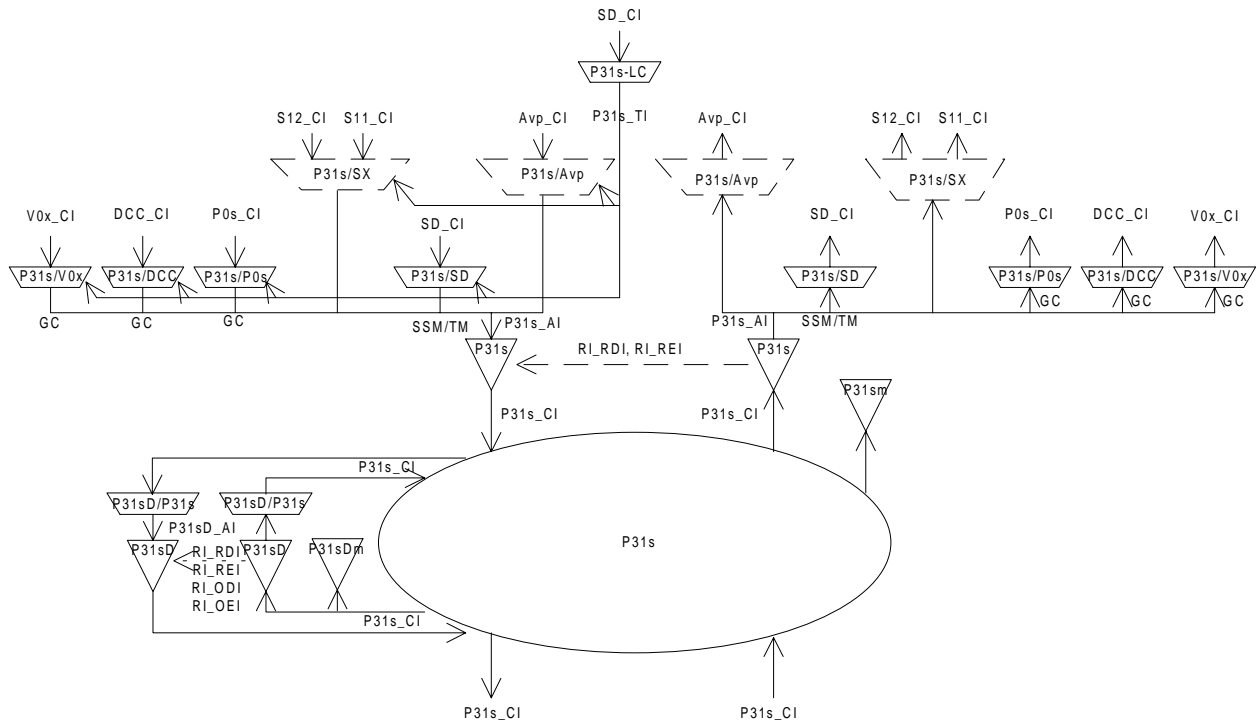 SD_CI
P31s-LC
S12_CI S11_CI Avp_CI P31s_TI Avp_CI S12_CI S11_CI
P31s/SX P31s/Avp P31s/Avp P31s/SX
V0x_CI DCC_CI P0s_CI SD_CI SD_CI P0s_CI DCC_CI V0x_CI
P31s/V0x P31s/DCC P31s/P0s P31s/SD P31s/SD P31s/P0s P31s/DCC P31s/V0x
GC GC GC
GC GC GC
SSM/TM P31s_AI P31s_AI SSM/TM
P31s RI_RDI, RI_REI P31s
P31sm
P31s_CI P31s_CI
P31s_CI
P31sD/P31s P31sD/P31s
P31sD_AI
P31sD RI_RDI P31sD P31sDm
P31s
RI_REI
RI_ODI
RI_OEI
P31s_CI
P31s_CI P31s_CI